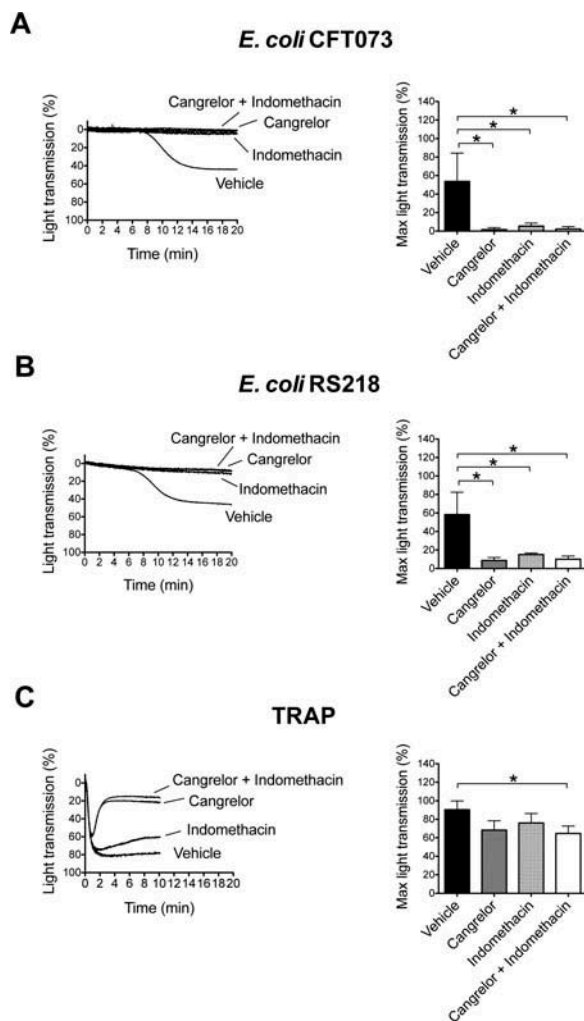 A
E. coli CFT073
Light transmission (%)
0
20
40
60
80
100
0 2 4 6 8 10 12 14 16 18 20
Time (min)
Cangrelor + Indomethacin
Cangrelor
Indomethacin
Vehicle
Max light transmission (%)
140
120
100
80
60
40
20
0
* 
*
*
Vehicle
Cangrelor
Indomethacin
Cangrelor + Indomethacin
B
E. coli RS218
Light transmission (%)
0
20
40
60
80
100
0 2 4 6 8 10 12 14 16 18 20
Time (min)
Cangrelor + Indomethacin
Cangrelor
Indomethacin
Vehicle
Max light transmission (%)
140
120
100
80
60
40
20
0
*
*
*
Vehicle
Cangrelor
Indomethacin
Cangrelor + Indomethacin
C
TRAP
Light transmission (%)
0
20
40
60
80
100
0 2 4 6 8 10 12 14 16 18 20
Time (min)
Cangrelor + Indomethacin
Cangrelor
Indomethacin
Vehicle
Max light transmission (%)
140
120
100
80
60
40
20
0
*
Vehicle
Cangrelor
Indomethacin
Cangrelor + Indomethacin